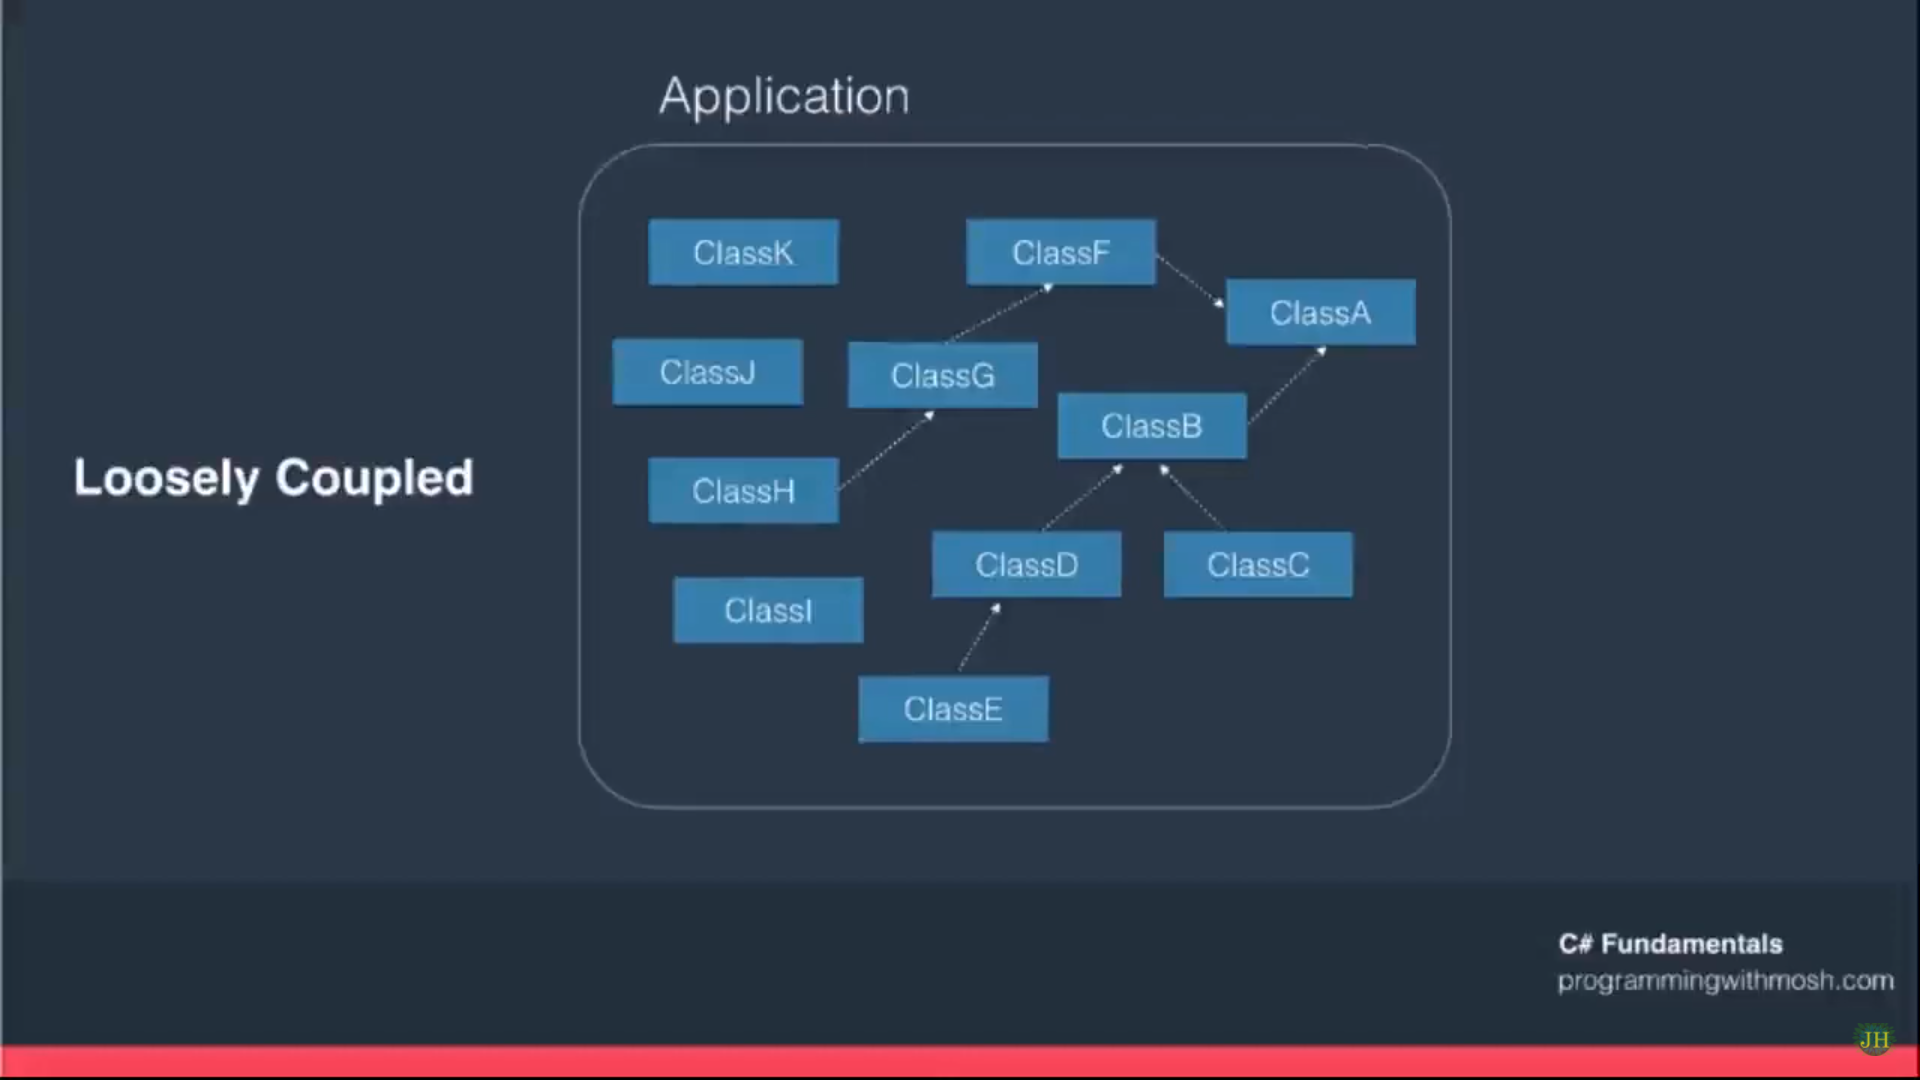 Application
ClassK
ClassF
ClassA
ClassJ
ClassG
ClassB
Loosely Coupled
ClassH
ClassD
ClassC
ClassI
ClassE
C# Fundamentals
programmingwithmosh.com
JH